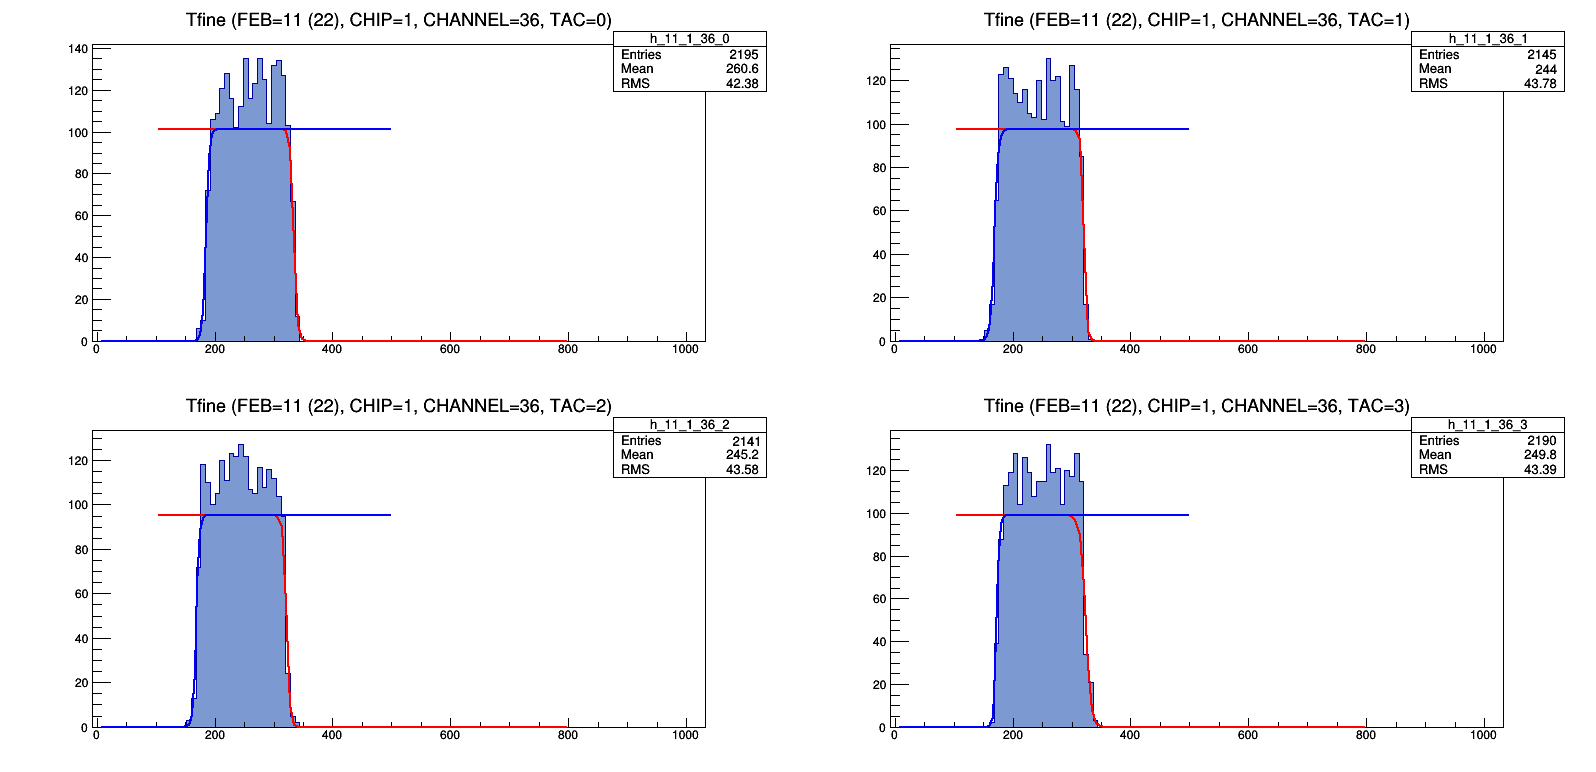 Tfine (FEB=11 (22), CHIP=1, CHANNEL=36, TAC=0)
h_11_1_36_0
Entries 2195
Mean 260.6
RMS 42.38
140
120
100
80
60
40
20
0
0 200 400 600 800 1000
Tfine (FEB=11 (22), CHIP=1, CHANNEL=36, TAC=1)
h_11_1_36_1
Entries 2145
Mean 244
RMS 43.78
120
100
80
60
40
20
0
0 200 400 600 800 1000
Tfine (FEB=11 (22), CHIP=1, CHANNEL=36, TAC=2)
h_11_1_36_2
Entries 2141
Mean 245.2
RMS 43.58
120
100
80
60
40
20
0
0 200 400 600 800 1000
Tfine (FEB=11 (22), CHIP=1, CHANNEL=36, TAC=3)
h_11_1_36_3
Entries 2190
Mean 249.8
RMS 43.39
120
100
80
60
40
20
0
0 200 400 600 800 1000